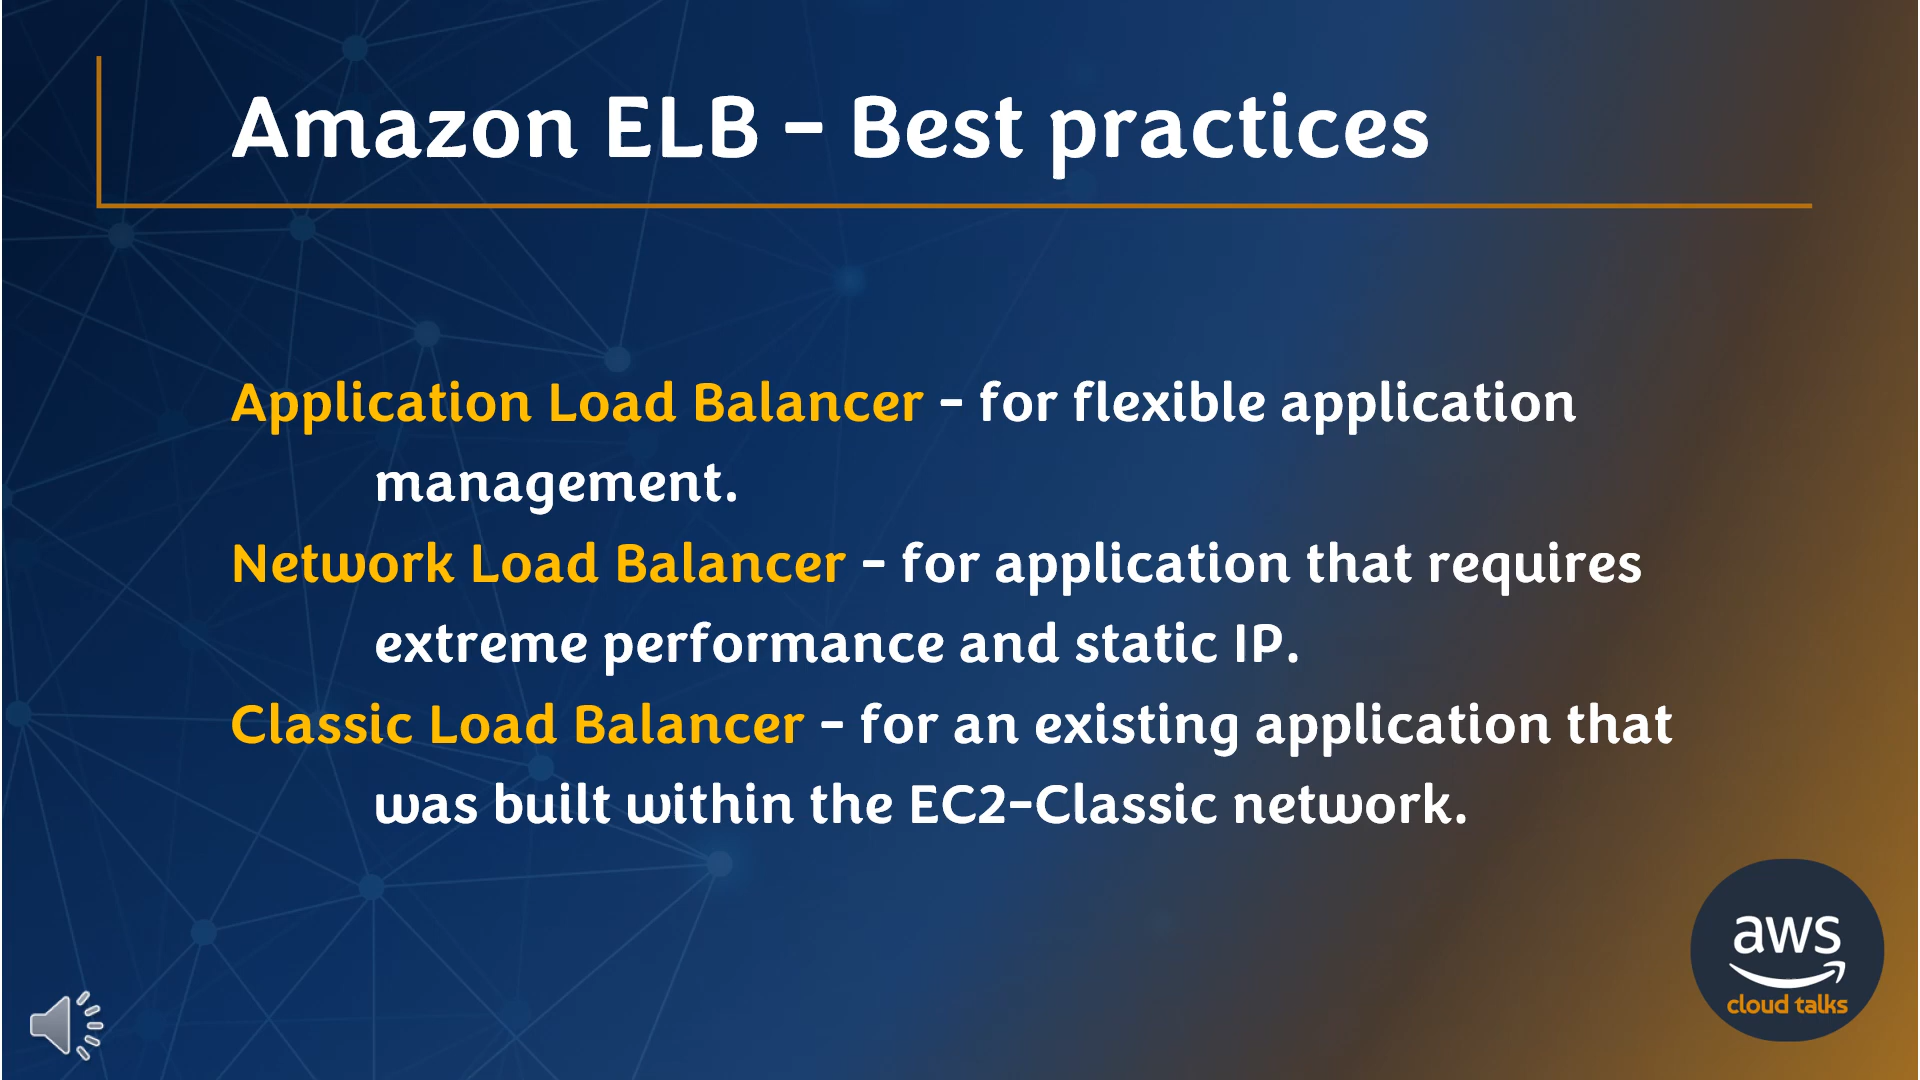 Amazon ELB - Best practices
Application Load Balancer - for flexible application
management.
Network Load Balancer - for application that requires
extreme performance and static IP.
Classic Load Balancer - for an existing application that
was built within the EC2-Classic network.
aws
cloud talks